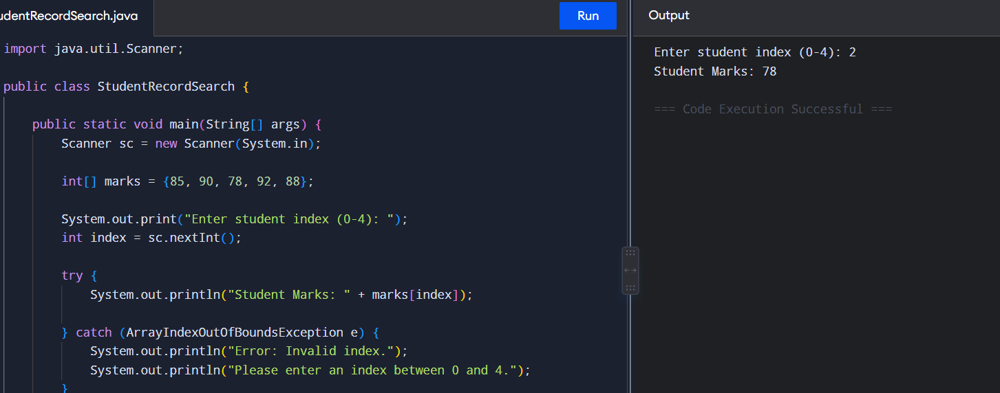 udentRecordSearch.java
Run
import java.util.Scanner;
public class StudentRecordSearch {
public static void main(String[] args) {
Scanner sc = new Scanner(System.in);
int[] marks = {85, 90, 78, 92, 88};
System.out.print("Enter student index (0-4): ");
int index = sc.nextInt();
try {
System.out.println("Student Marks: " + marks[index]);
} catch (ArrayIndexOutOfBoundsException e) {
System.out.println("Error: Invalid index.");
System.out.println("Please enter an index between 0 and 4.");
}
Output
Enter student index (0-4): 2
Student Marks: 78
=== Code Execution Successful ===